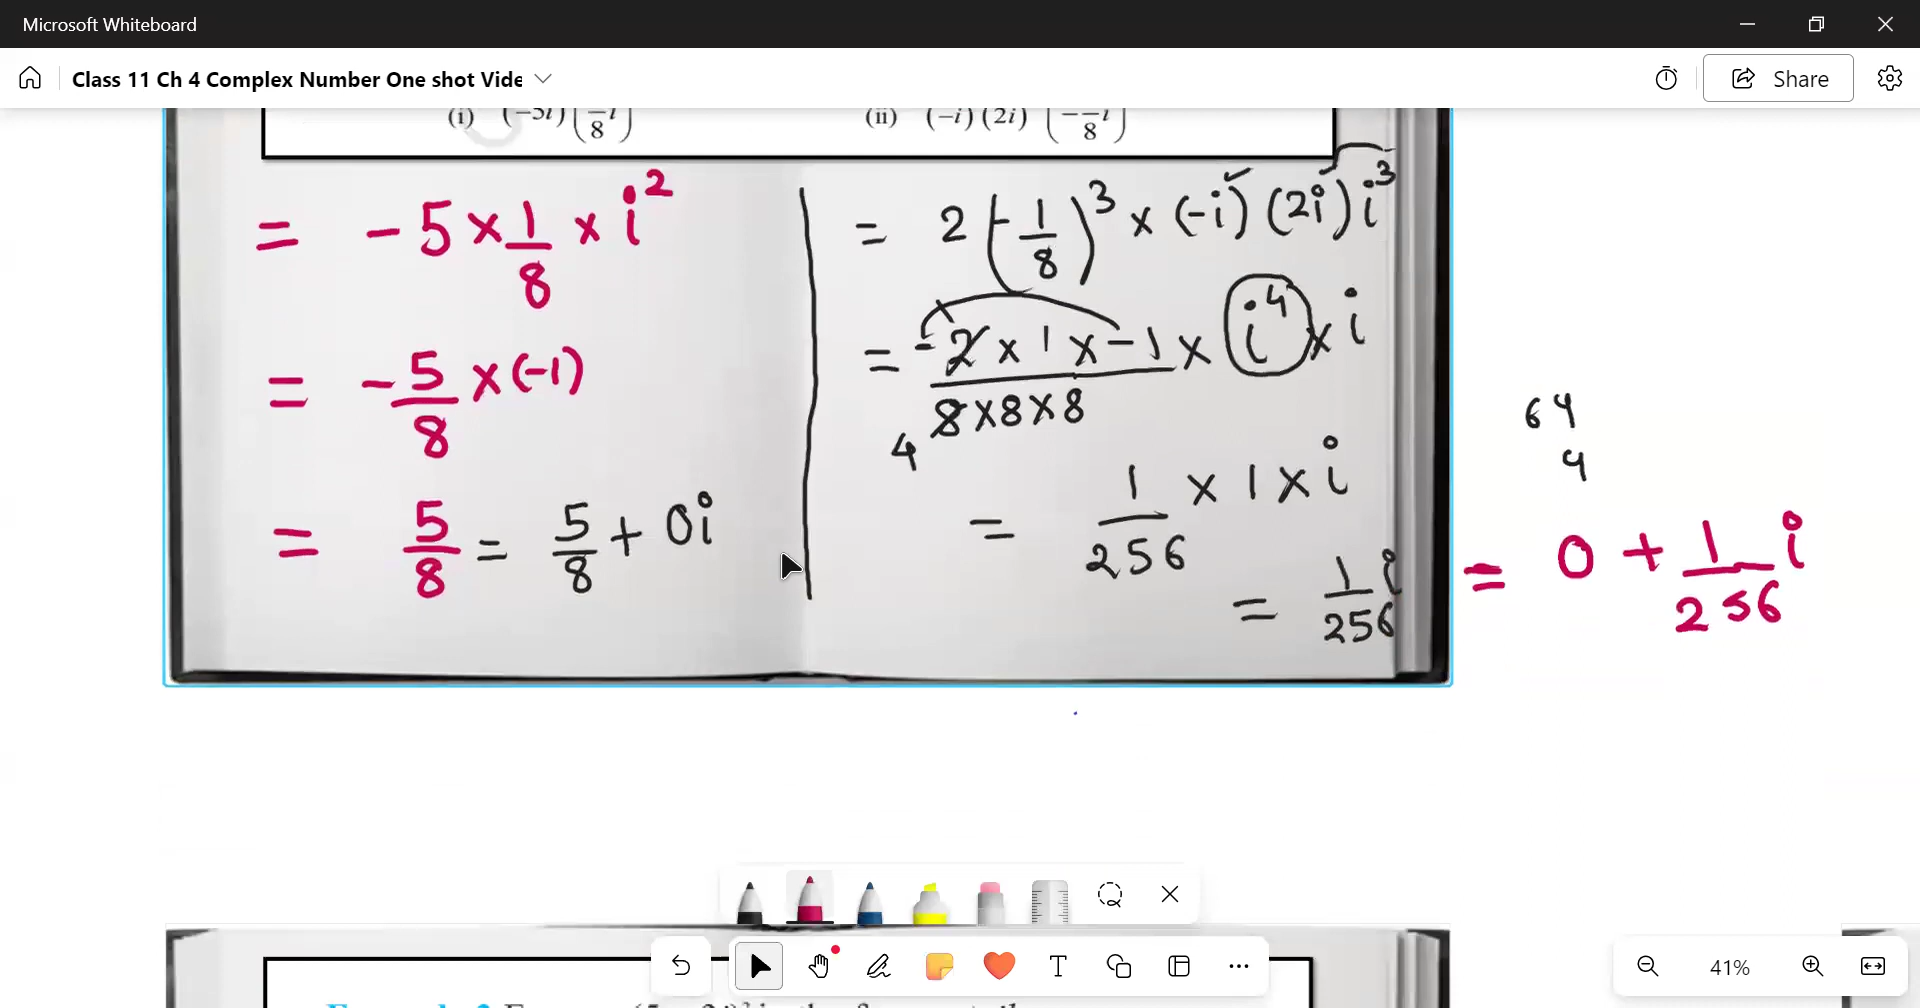 Microsoft Whiteboard
Class 11 Ch 4 Complex Number One shot Vide
Share
(i) (-5i) (1/8 i)
(ii) (-i) (2i) (-1/8 i)
= -5 × 1/8 × i²
= -5/8 × (-1)
= 5/8 = 5/8 + 0i
= 2 (-1/8)³ × (-i) (2i) i³
= -2 × 1 × -1 / 8 × 8 × 8 × i⁴ × i
4
= 1/256 × 1 × i
= 1/256 i
64
4
= 0 + 1/256 i
41%